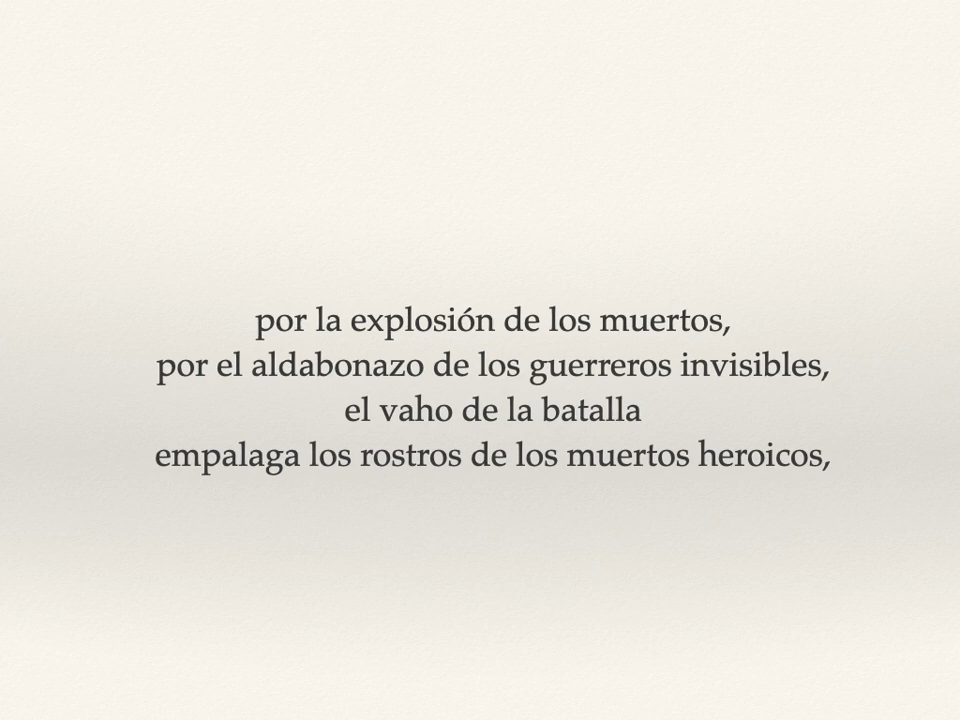 por la explosión de los muertos,
por el aldabonazo de los guerreros invisibles,
el vaho de la batalla
empalaga los rostros de los muertos heroicos,